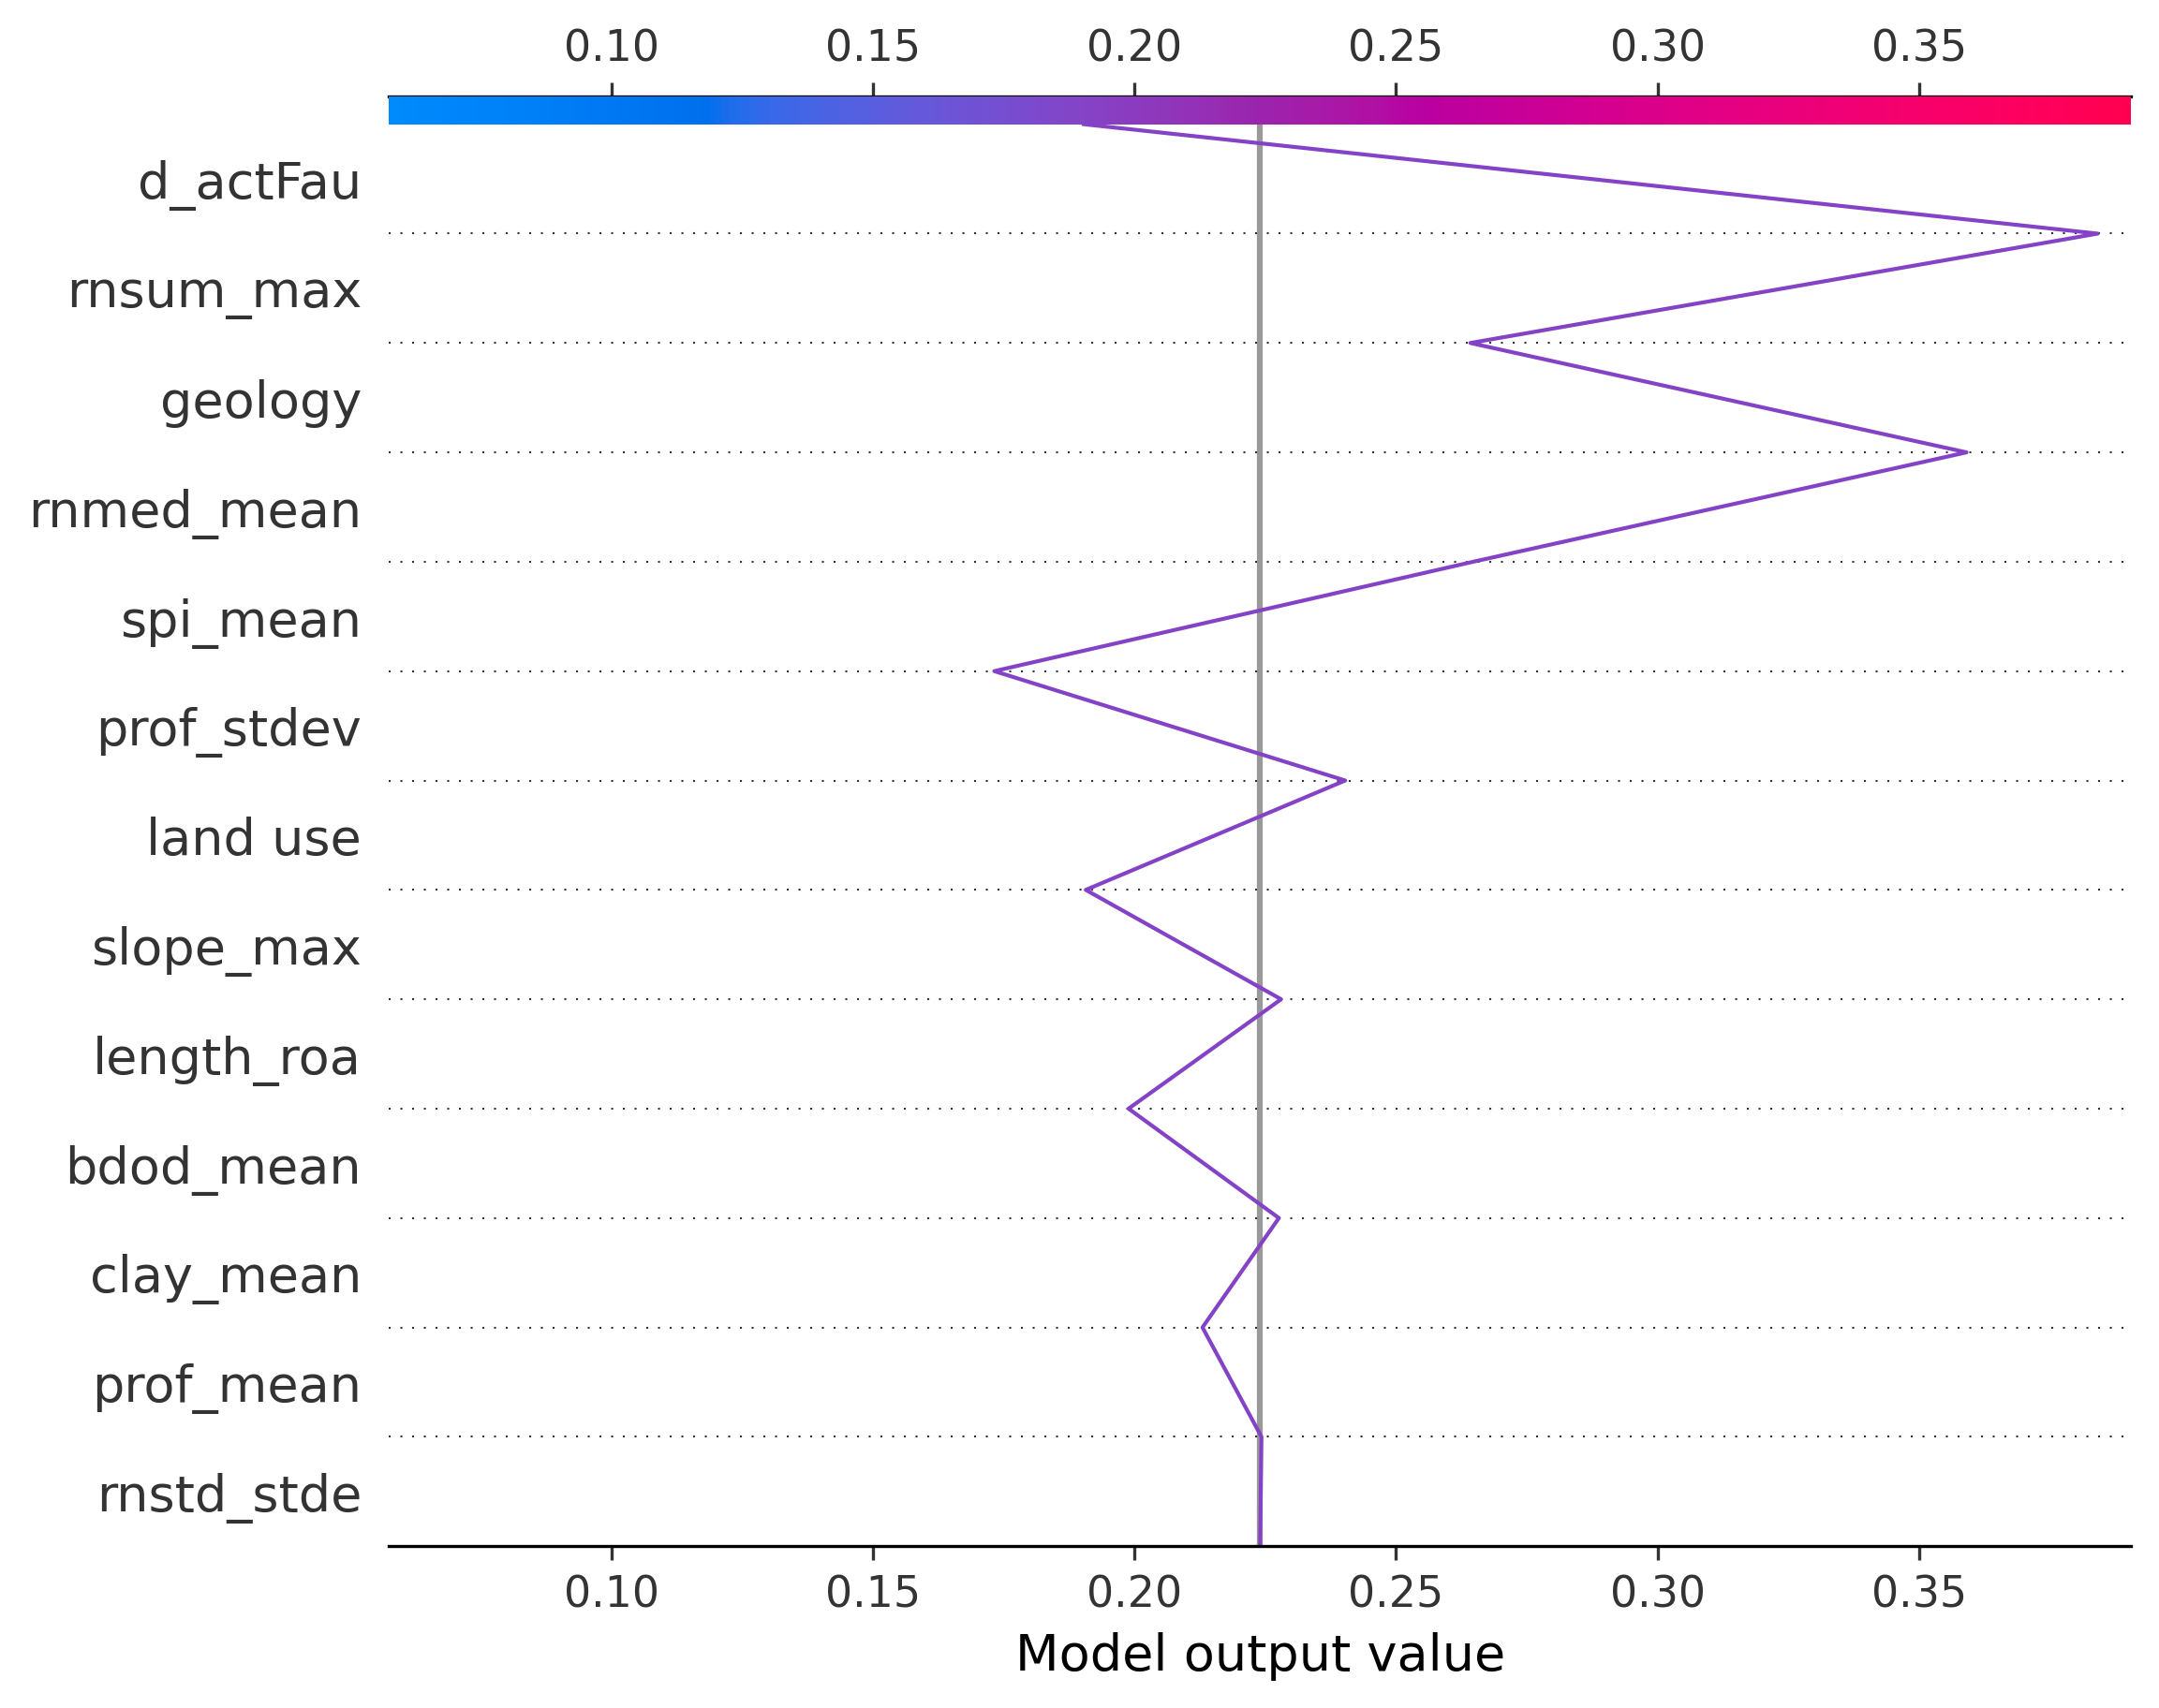 0.10 0.15 0.20 0.25 0.30 0.35
d_actFau
rnsum_max
geology
rnmed_mean
spi_mean
prof_stdev
land use
slope_max
length_roa
bdod_mean
clay_mean
prof_mean
rnstd_stde
0.10 0.15 0.20 0.25 0.30 0.35
Model output value